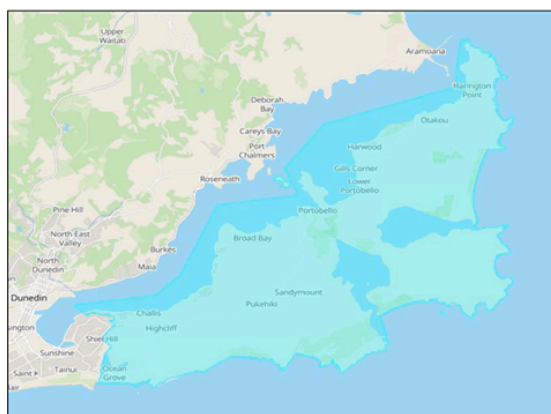 Upper
Waitati
Aramoana
Harington
Point
Deborah
Bay
Otakou
Careys Bay
Port
Chalmers
Harwood
Gills Corner
Roseneath
Lower
Portobello
Pine Hill
Portobello
North East
Valley
Burkes
Broad Bay
North
Dunedin
Maia
Dunedin
Sandymount
Challis
Pukehiki
Highcliff
Shiel Hill
Sunshine
Tainui
Ocean
Grove